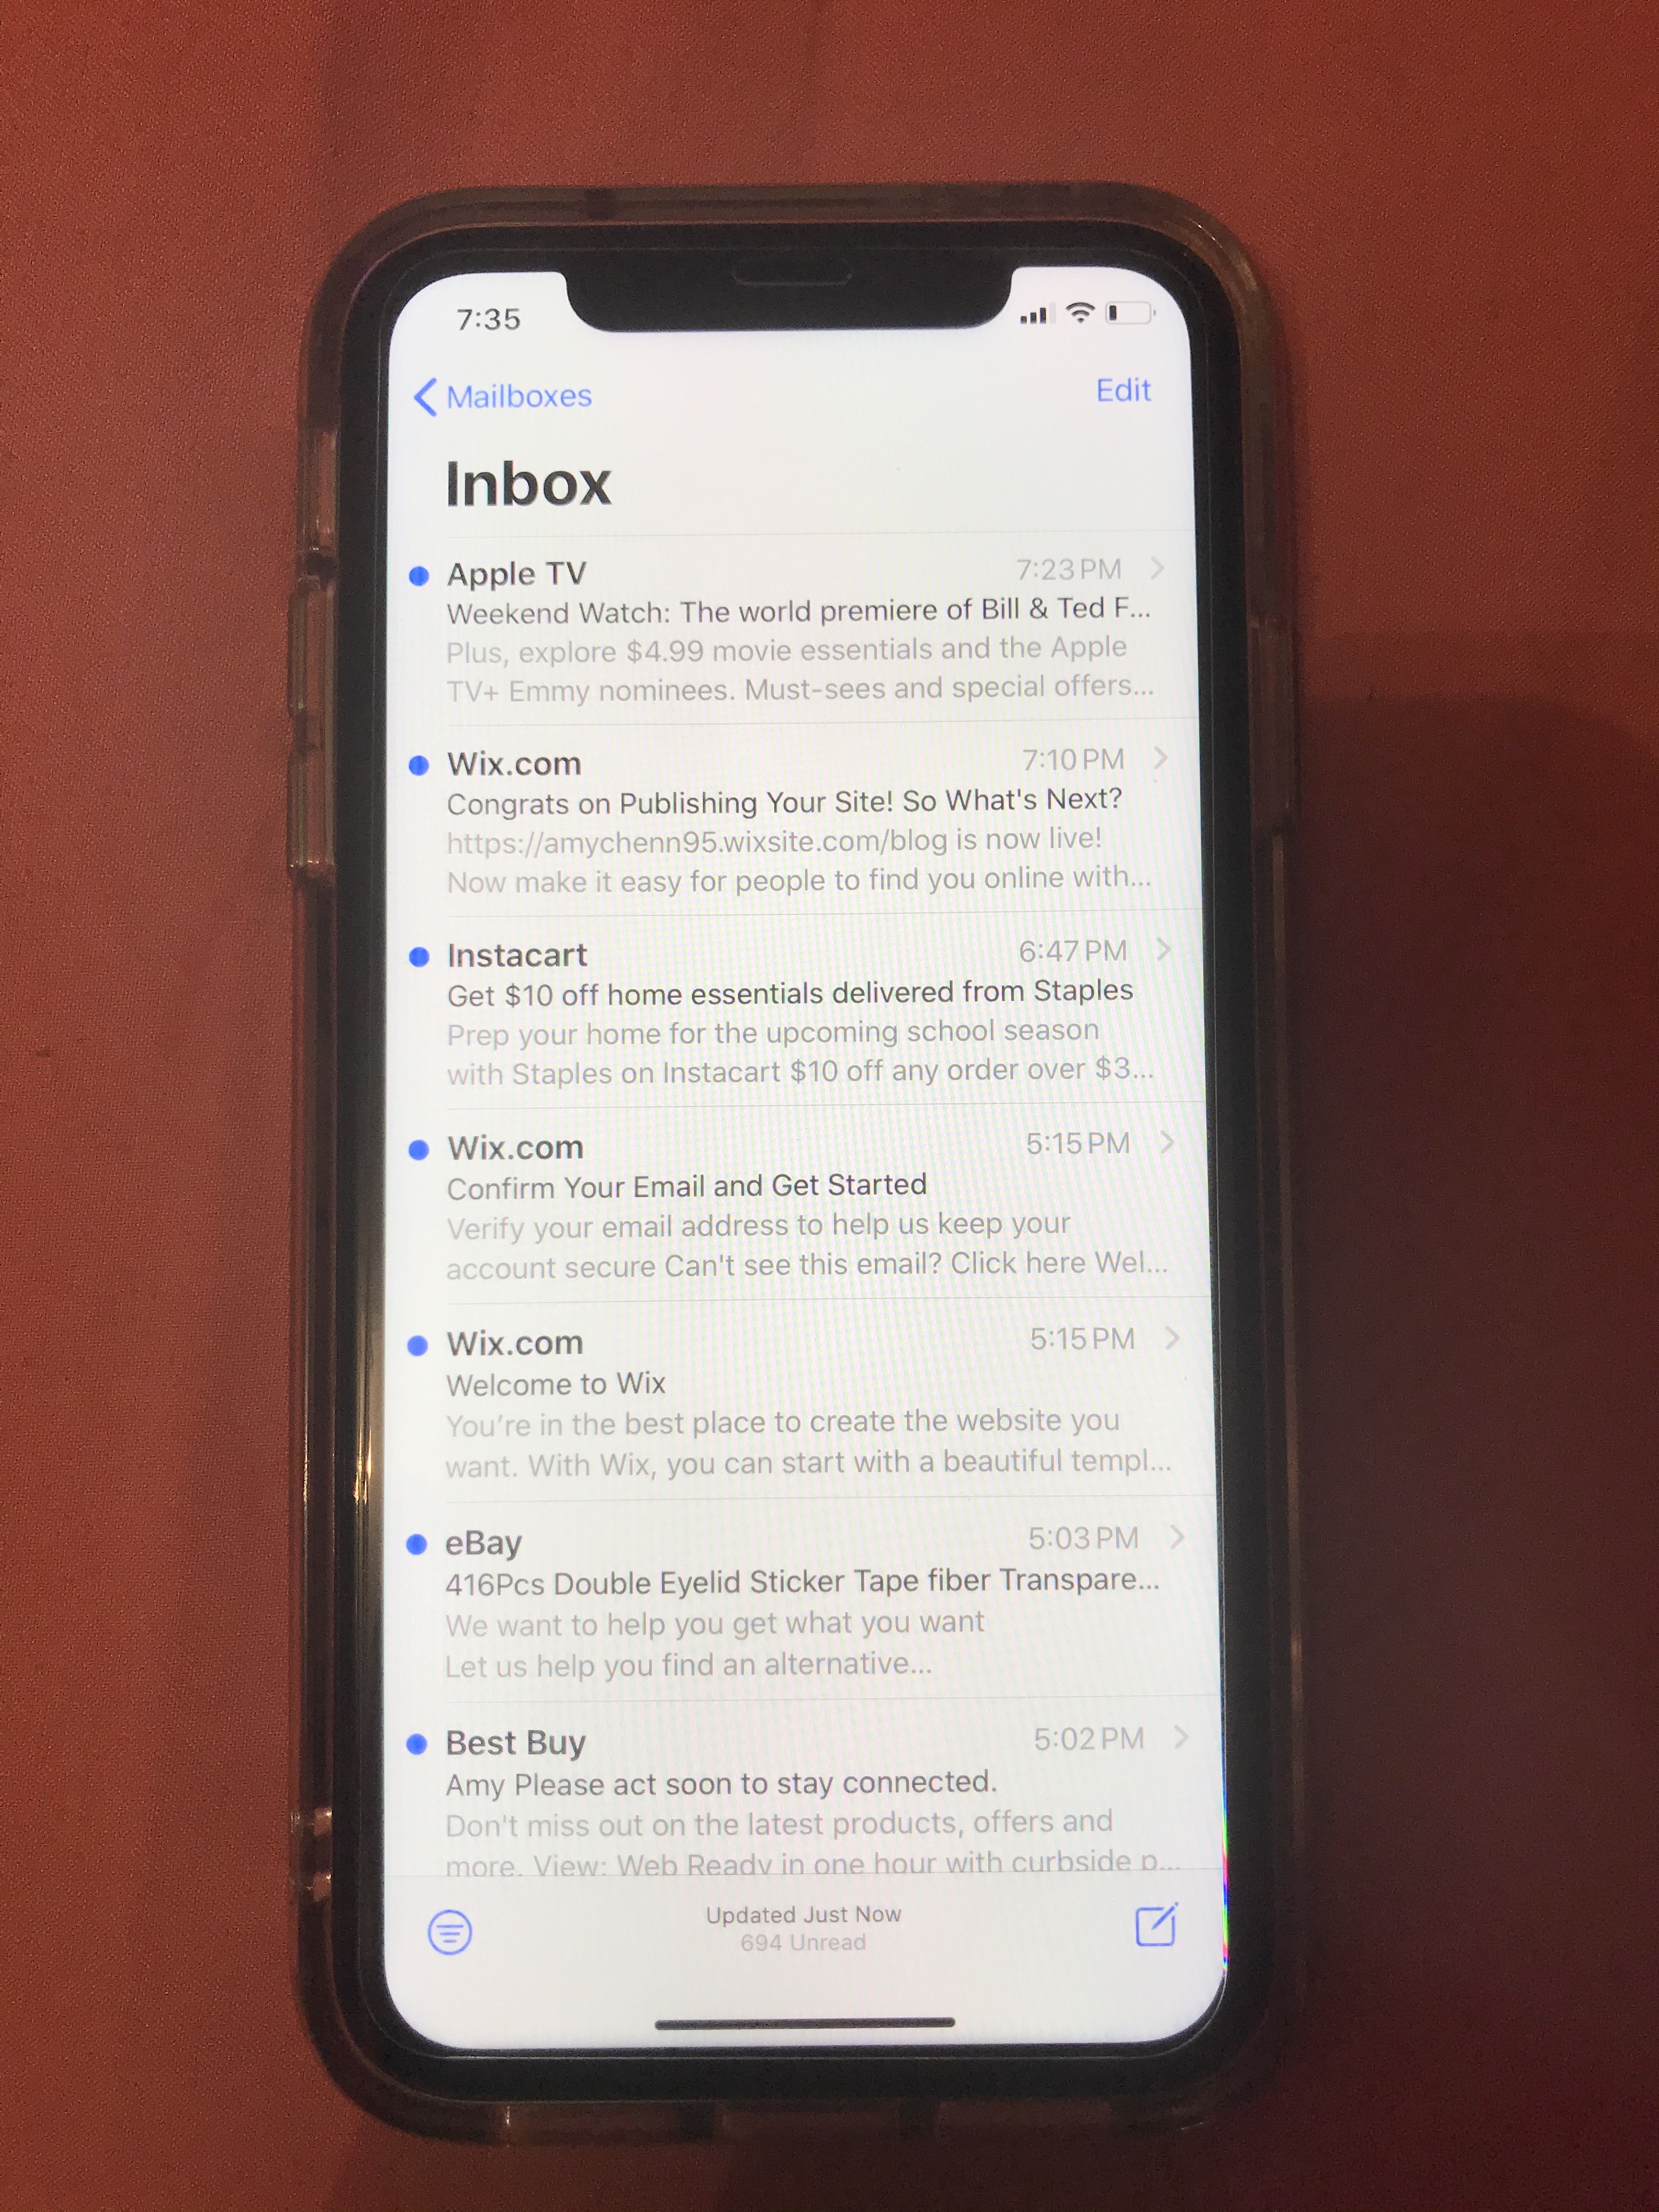 7:35
Mailboxes
Edit
Inbox
Apple TV 7:23 PM
Weekend Watch: The world premiere of Bill & Ted F...
Plus, explore $4.99 movie essentials and the Apple
TV+ Emmy nominees. Must-sees and special offers...
Wix.com 7:10 PM
Congrats on Publishing Your Site! So What's Next?
https://amychenn95.wixsite.com/blog is now live!
Now make it easy for people to find you online with...
Instacart 6:47 PM
Get $10 off home essentials delivered from Staples
Prep your home for the upcoming school season
with Staples on Instacart $10 off any order over $3...
Wix.com 5:15 PM
Confirm Your Email and Get Started
Verify your email address to help us keep your
account secure Can't see this email? Click here Wel...
Wix.com 5:15 PM
Welcome to Wix
You’re in the best place to create the website you
want. With Wix, you can start with a beautiful templ...
eBay 5:03 PM
416Pcs Double Eyelid Sticker Tape fiber Transpare...
We want to help you get what you want
Let us help you find an alternative...
Best Buy 5:02 PM
Amy Please act soon to stay connected.
Don't miss out on the latest products, offers and
more. View: Web Ready in one hour with curbside p...
Updated Just Now
694 Unread